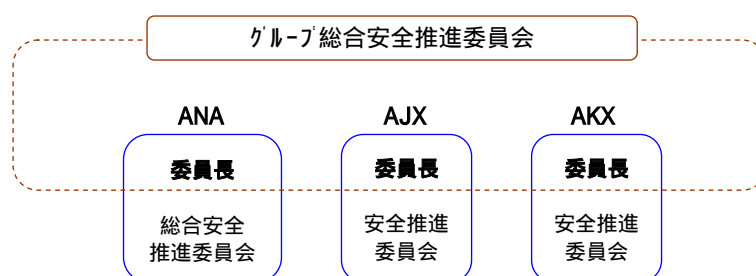 ｸﾞﾙｰﾌﾟ総合安全推進委員会
ANA
AJX
AKX
委員長
委員長
委員長
総合安全
推進委員会
安全推進
委員会
安全推進
委員会